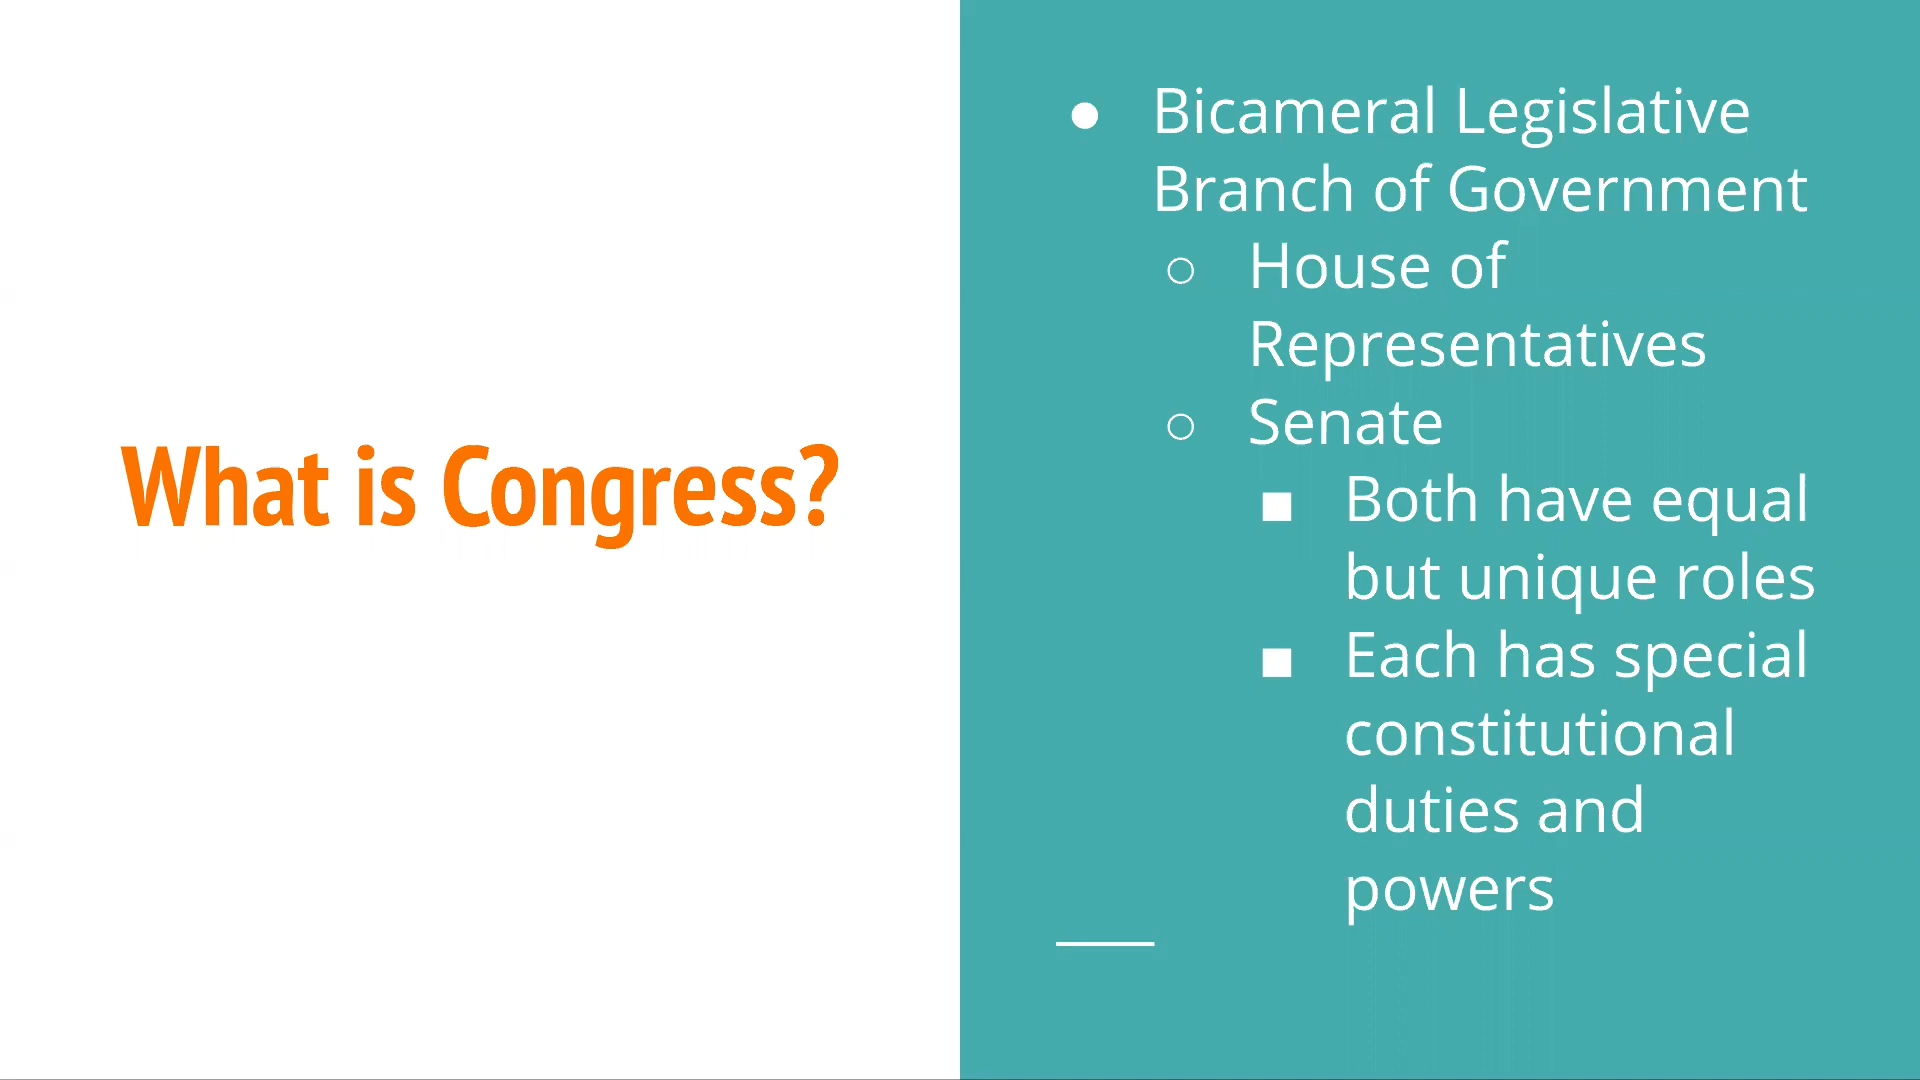 What is Congress?
● Bicameral Legislative
Branch of Government
○ House of
Representatives
○ Senate
■ Both have equal
but unique roles
■ Each has special
constitutional
duties and
powers